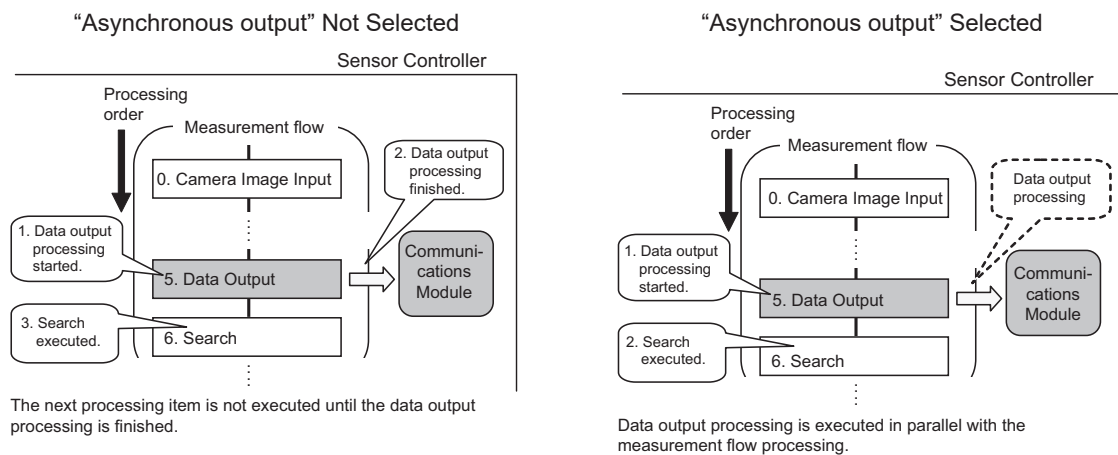 “Asynchronous output” Not Selected
Sensor Controller
Processing
order
Measurement flow
0. Camera Image Input
2. Data output
processing
finished.
1. Data output
processing
started.
5. Data Output
Communi-
cations
Module
3. Search
executed.
6. Search
The next processing item is not executed until the data output
processing is finished.
“Asynchronous output” Selected
Sensor Controller
Processing
order
Measurement flow
0. Camera Image Input
Data output
processing
1. Data output
processing
started.
5. Data Output
Communi-
cations
Module
2. Search
executed.
6. Search
Data output processing is executed in parallel with the
measurement flow processing.